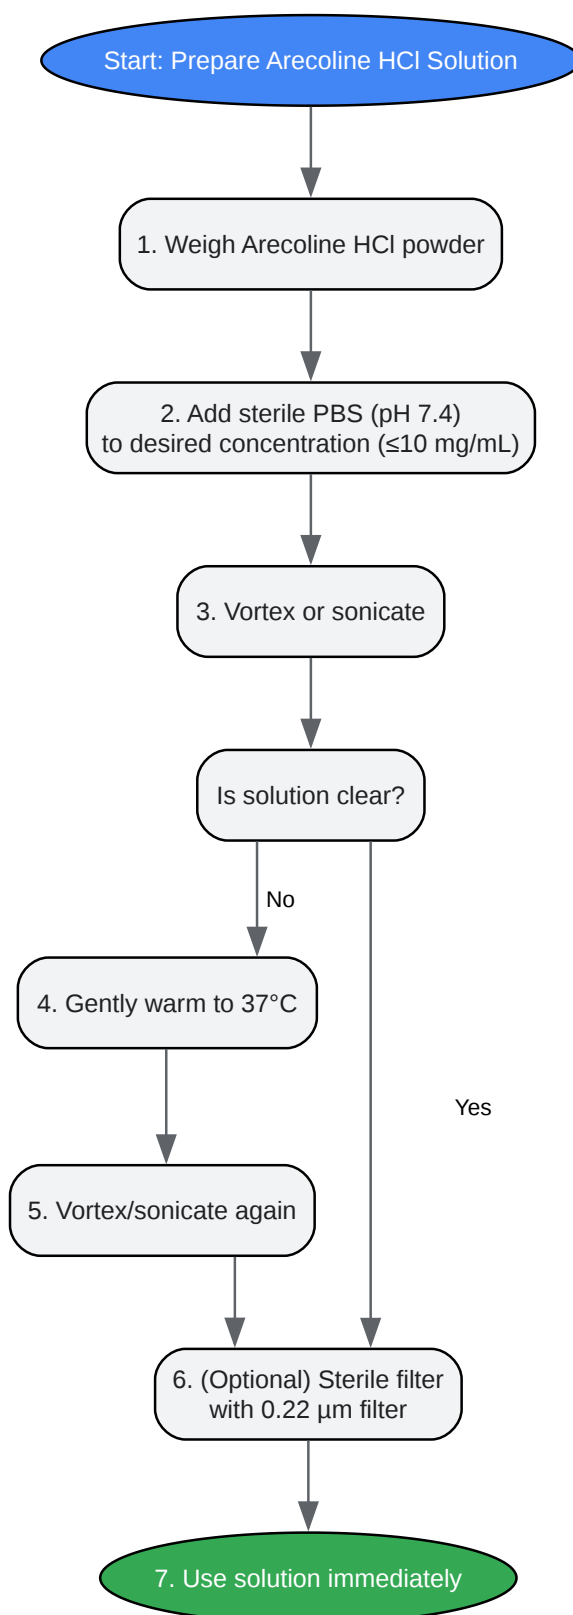 Start: Prepare Arecoline HCl Solution
1. Weigh Arecoline HCl powder
2. Add sterile PBS (pH 7.4)
to desired concentration (≤10 mg/mL)
3. Vortex or sonicate
Is solution clear?
No
4. Gently warm to 37°C
Yes
5. Vortex/sonicate again
6. (Optional) Sterile filter
with 0.22 µm filter
7. Use solution immediately